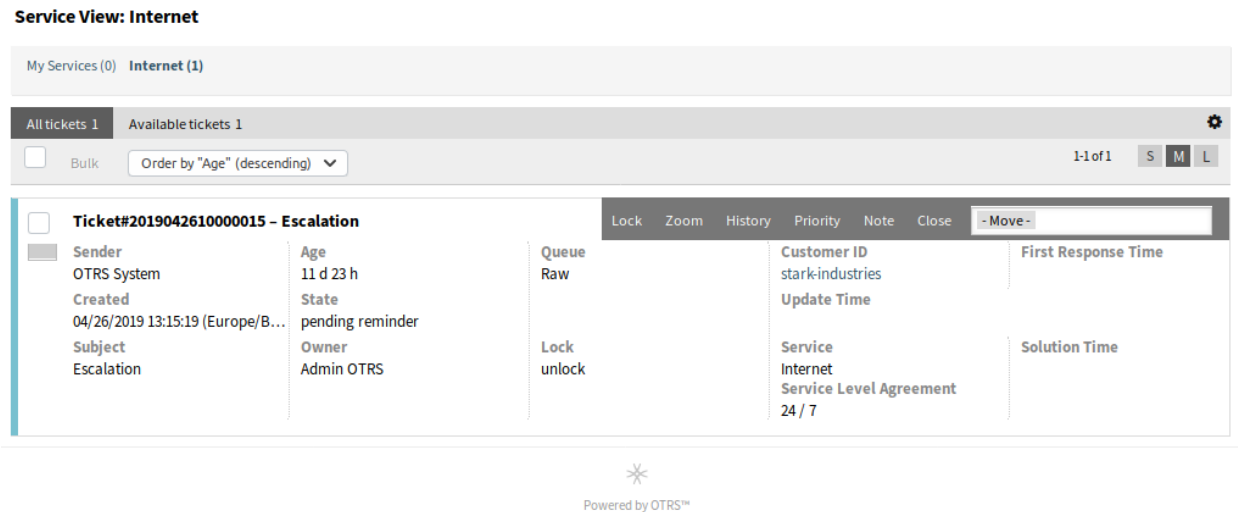 Service View: Internet
My Services (0) Internet (1)
All tickets 1 Available tickets 1
Bulk Order by "Age" (descending) 1-1 of 1 S M L
Ticket#2019042610000015 – Escalation Lock Zoom History Priority Note Close - Move -
Sender Age Queue Customer ID First Response Time
OTRS System 11 d 23 h Raw stark-industries
Created State Update Time
04/26/2019 13:15:19 (Europe/B… pending reminder
Subject Owner Lock Service Solution Time
Escalation Admin OTRS unlock Internet
Service Level Agreement
24 / 7
Powered by OTRS™